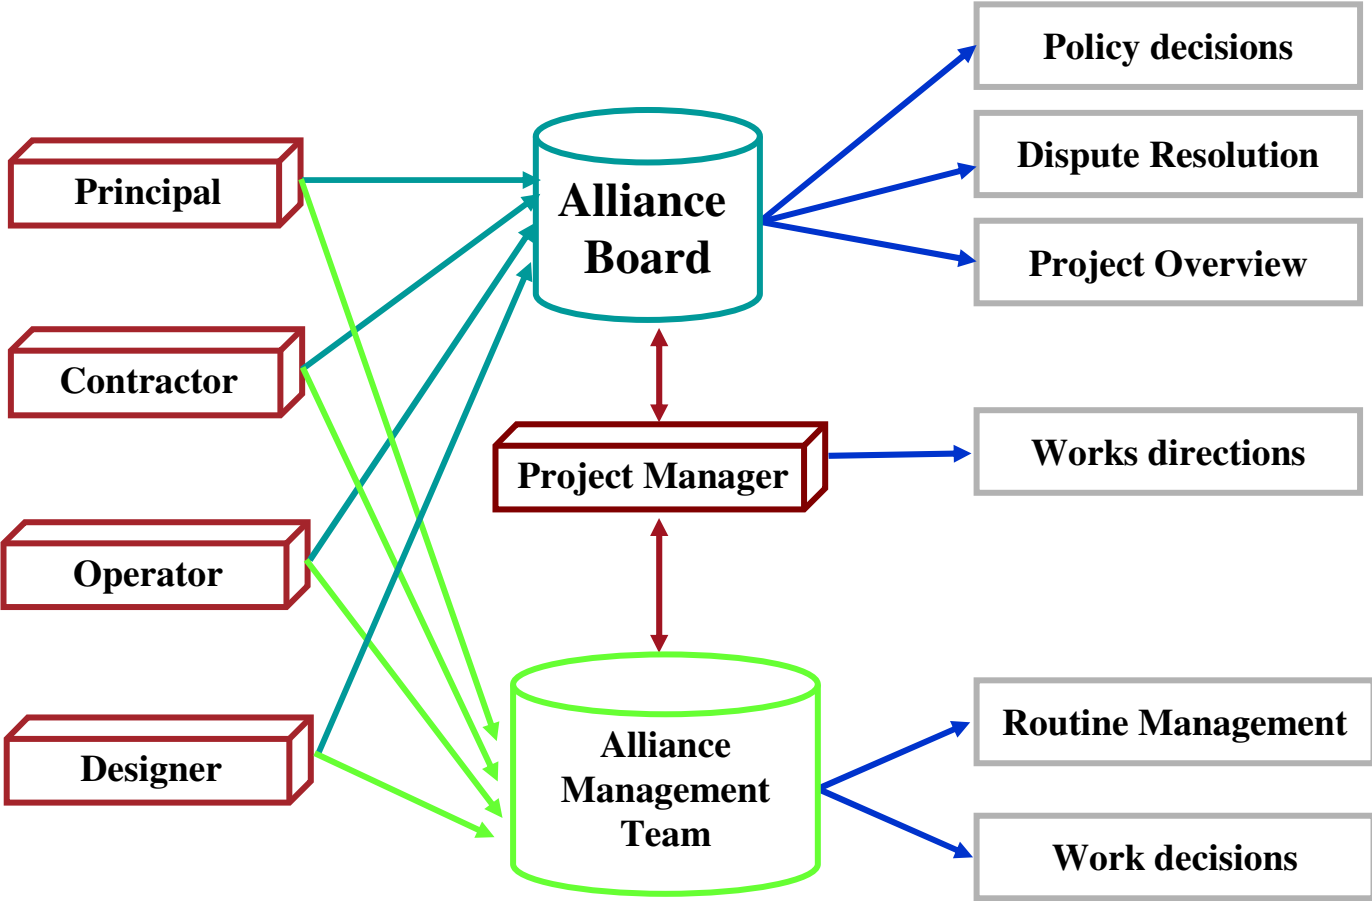 Policy decisions
Dispute Resolution
Principal
Alliance
Board
Project Overview
Contractor
Project Manager
Works directions
Operator
Designer
Alliance
Management
Team
Routine Management
Work decisions